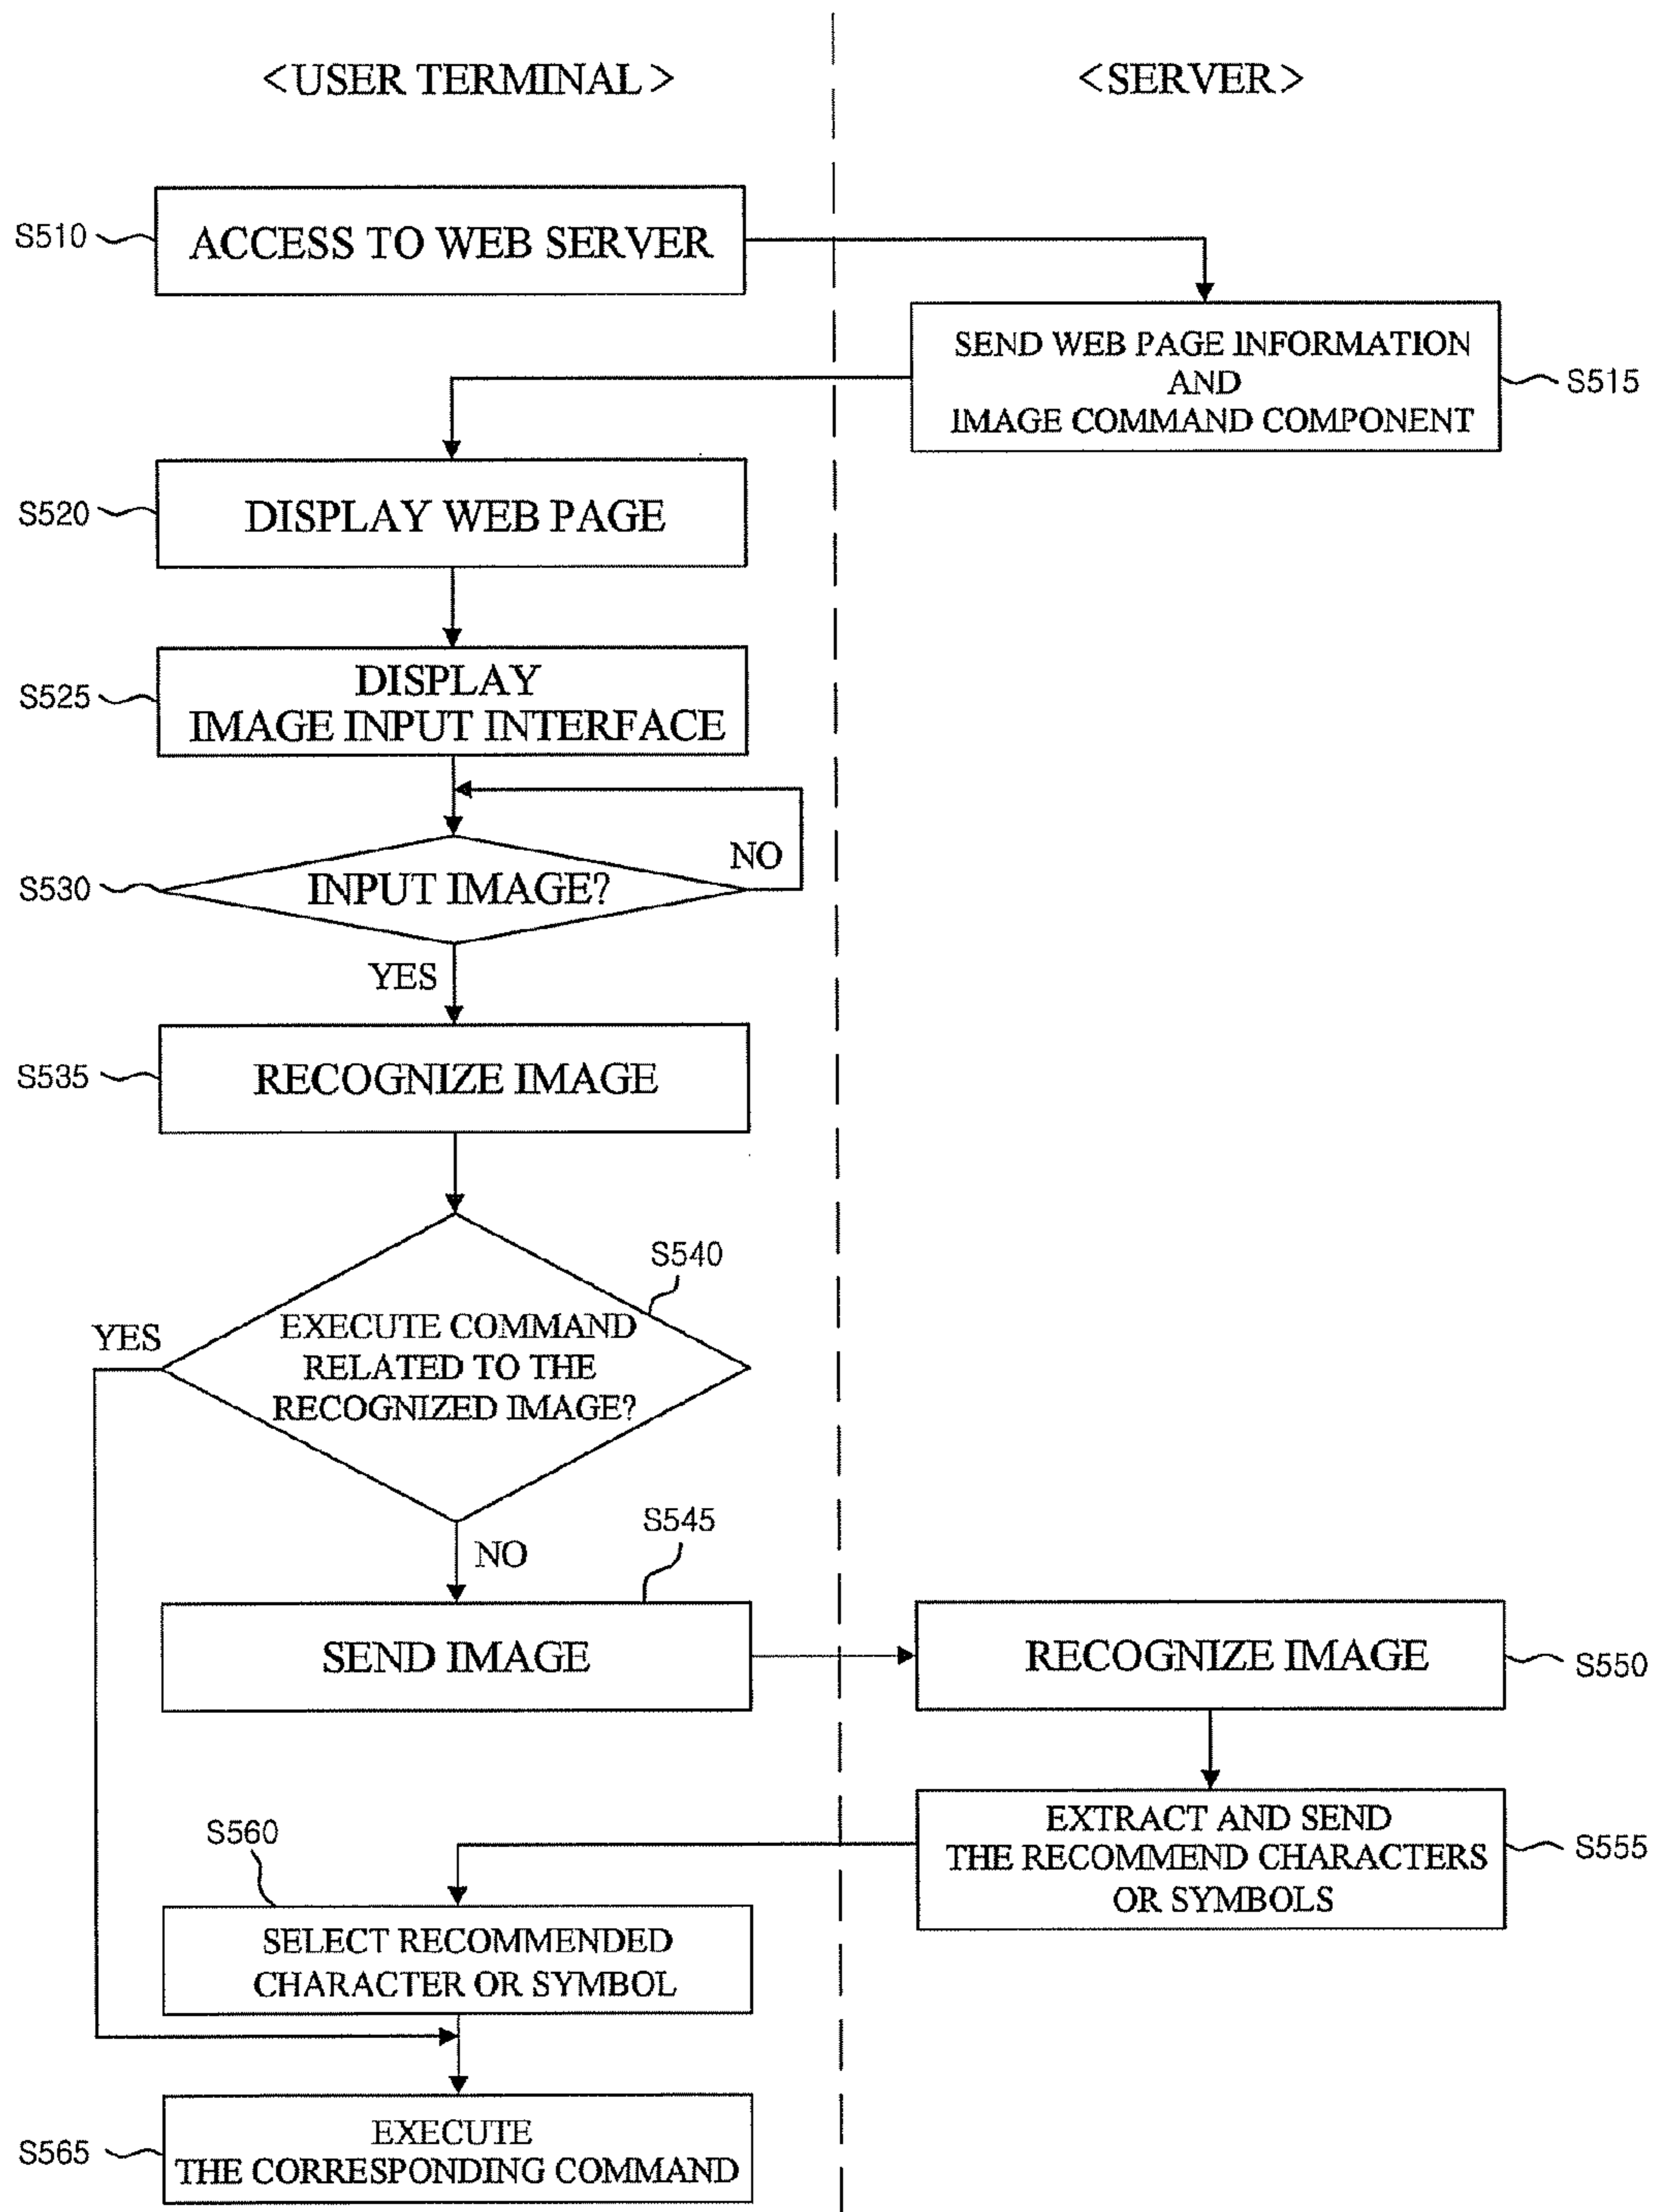 <USER TERMINAL>
<SERVER>
S510
ACCESS TO WEB SERVER
SEND WEB PAGE INFORMATION
AND
IMAGE COMMAND COMPONENT
S515
S520
DISPLAY WEB PAGE
S525
DISPLAY
IMAGE INPUT INTERFACE
S530
INPUT IMAGE?
NO
YES
S535
RECOGNIZE IMAGE
S540
YES
EXECUTE COMMAND
RELATED TO THE
RECOGNIZED IMAGE?
NO
S545
SEND IMAGE
RECOGNIZE IMAGE
S550
EXTRACT AND SEND
THE RECOMMEND CHARACTERS
OR SYMBOLS
S555
S560
SELECT RECOMMENDED
CHARACTER OR SYMBOL
S565
EXECUTE
THE CORRESPONDING COMMAND